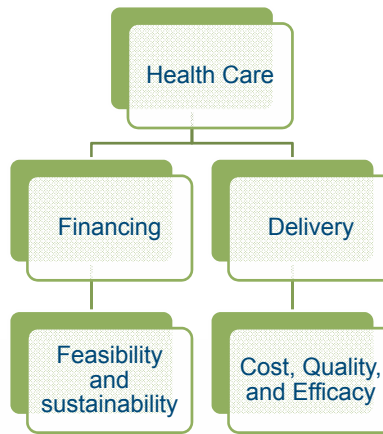 Health Care
Financing
Delivery
Feasibility
and
sustainability
Cost, Quality,
and Efficacy